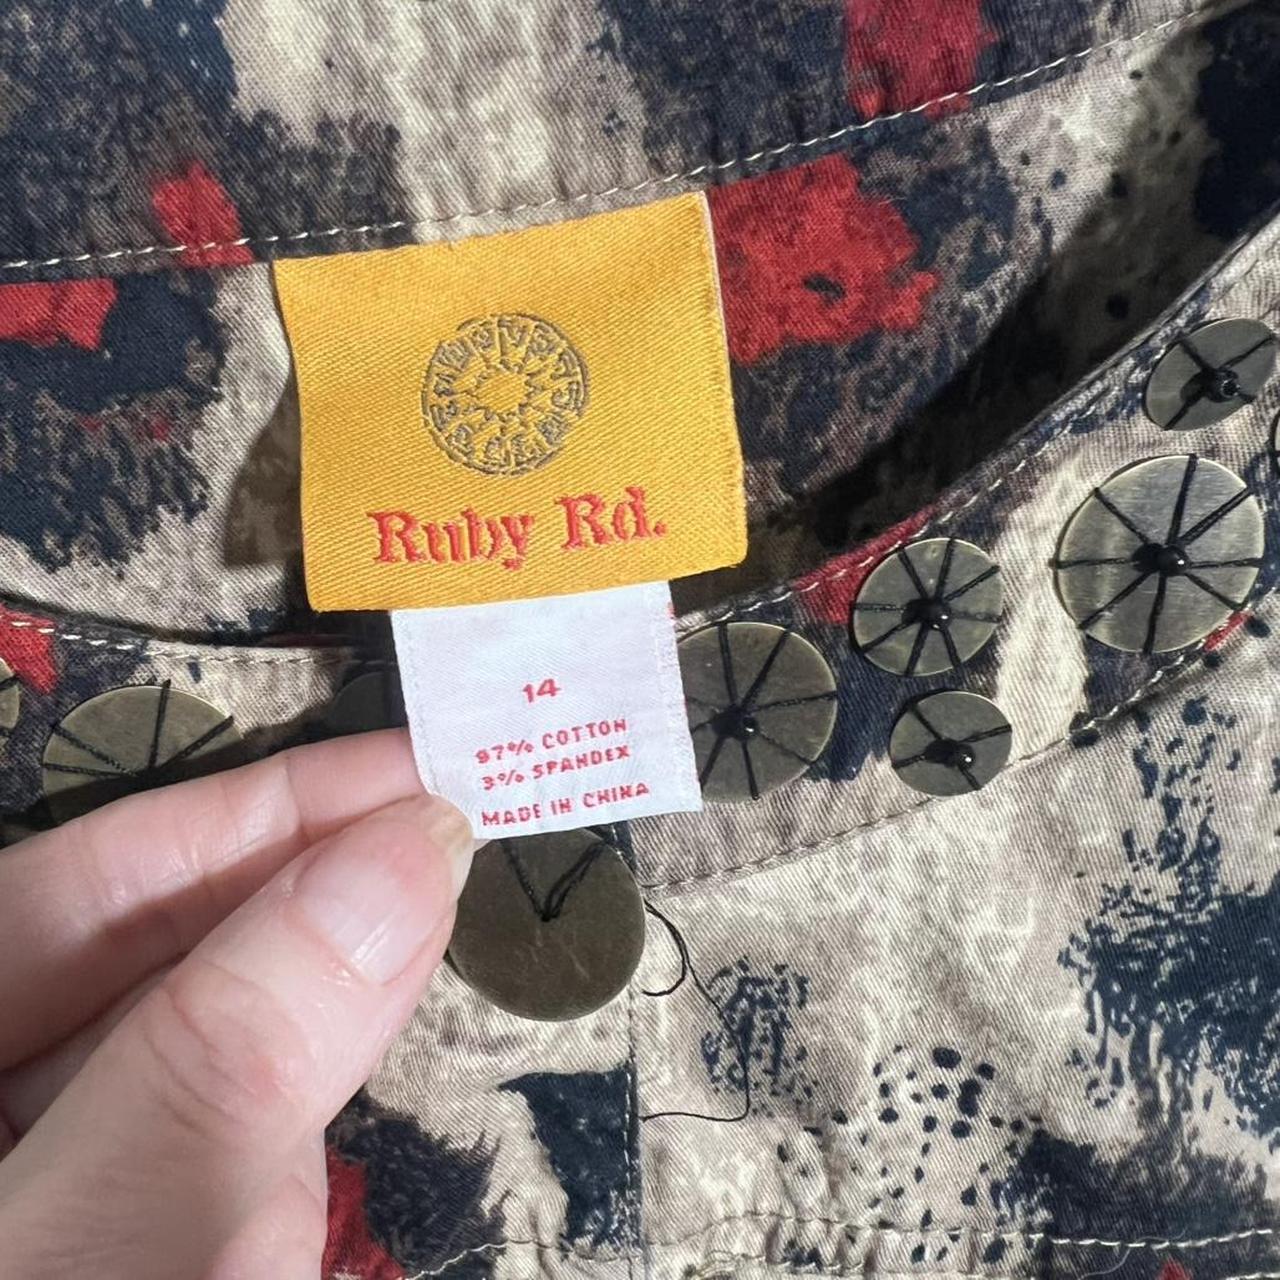 Ruby Rd.
14
97% COTTON
3% SPANDEX
MADE IN CHINA